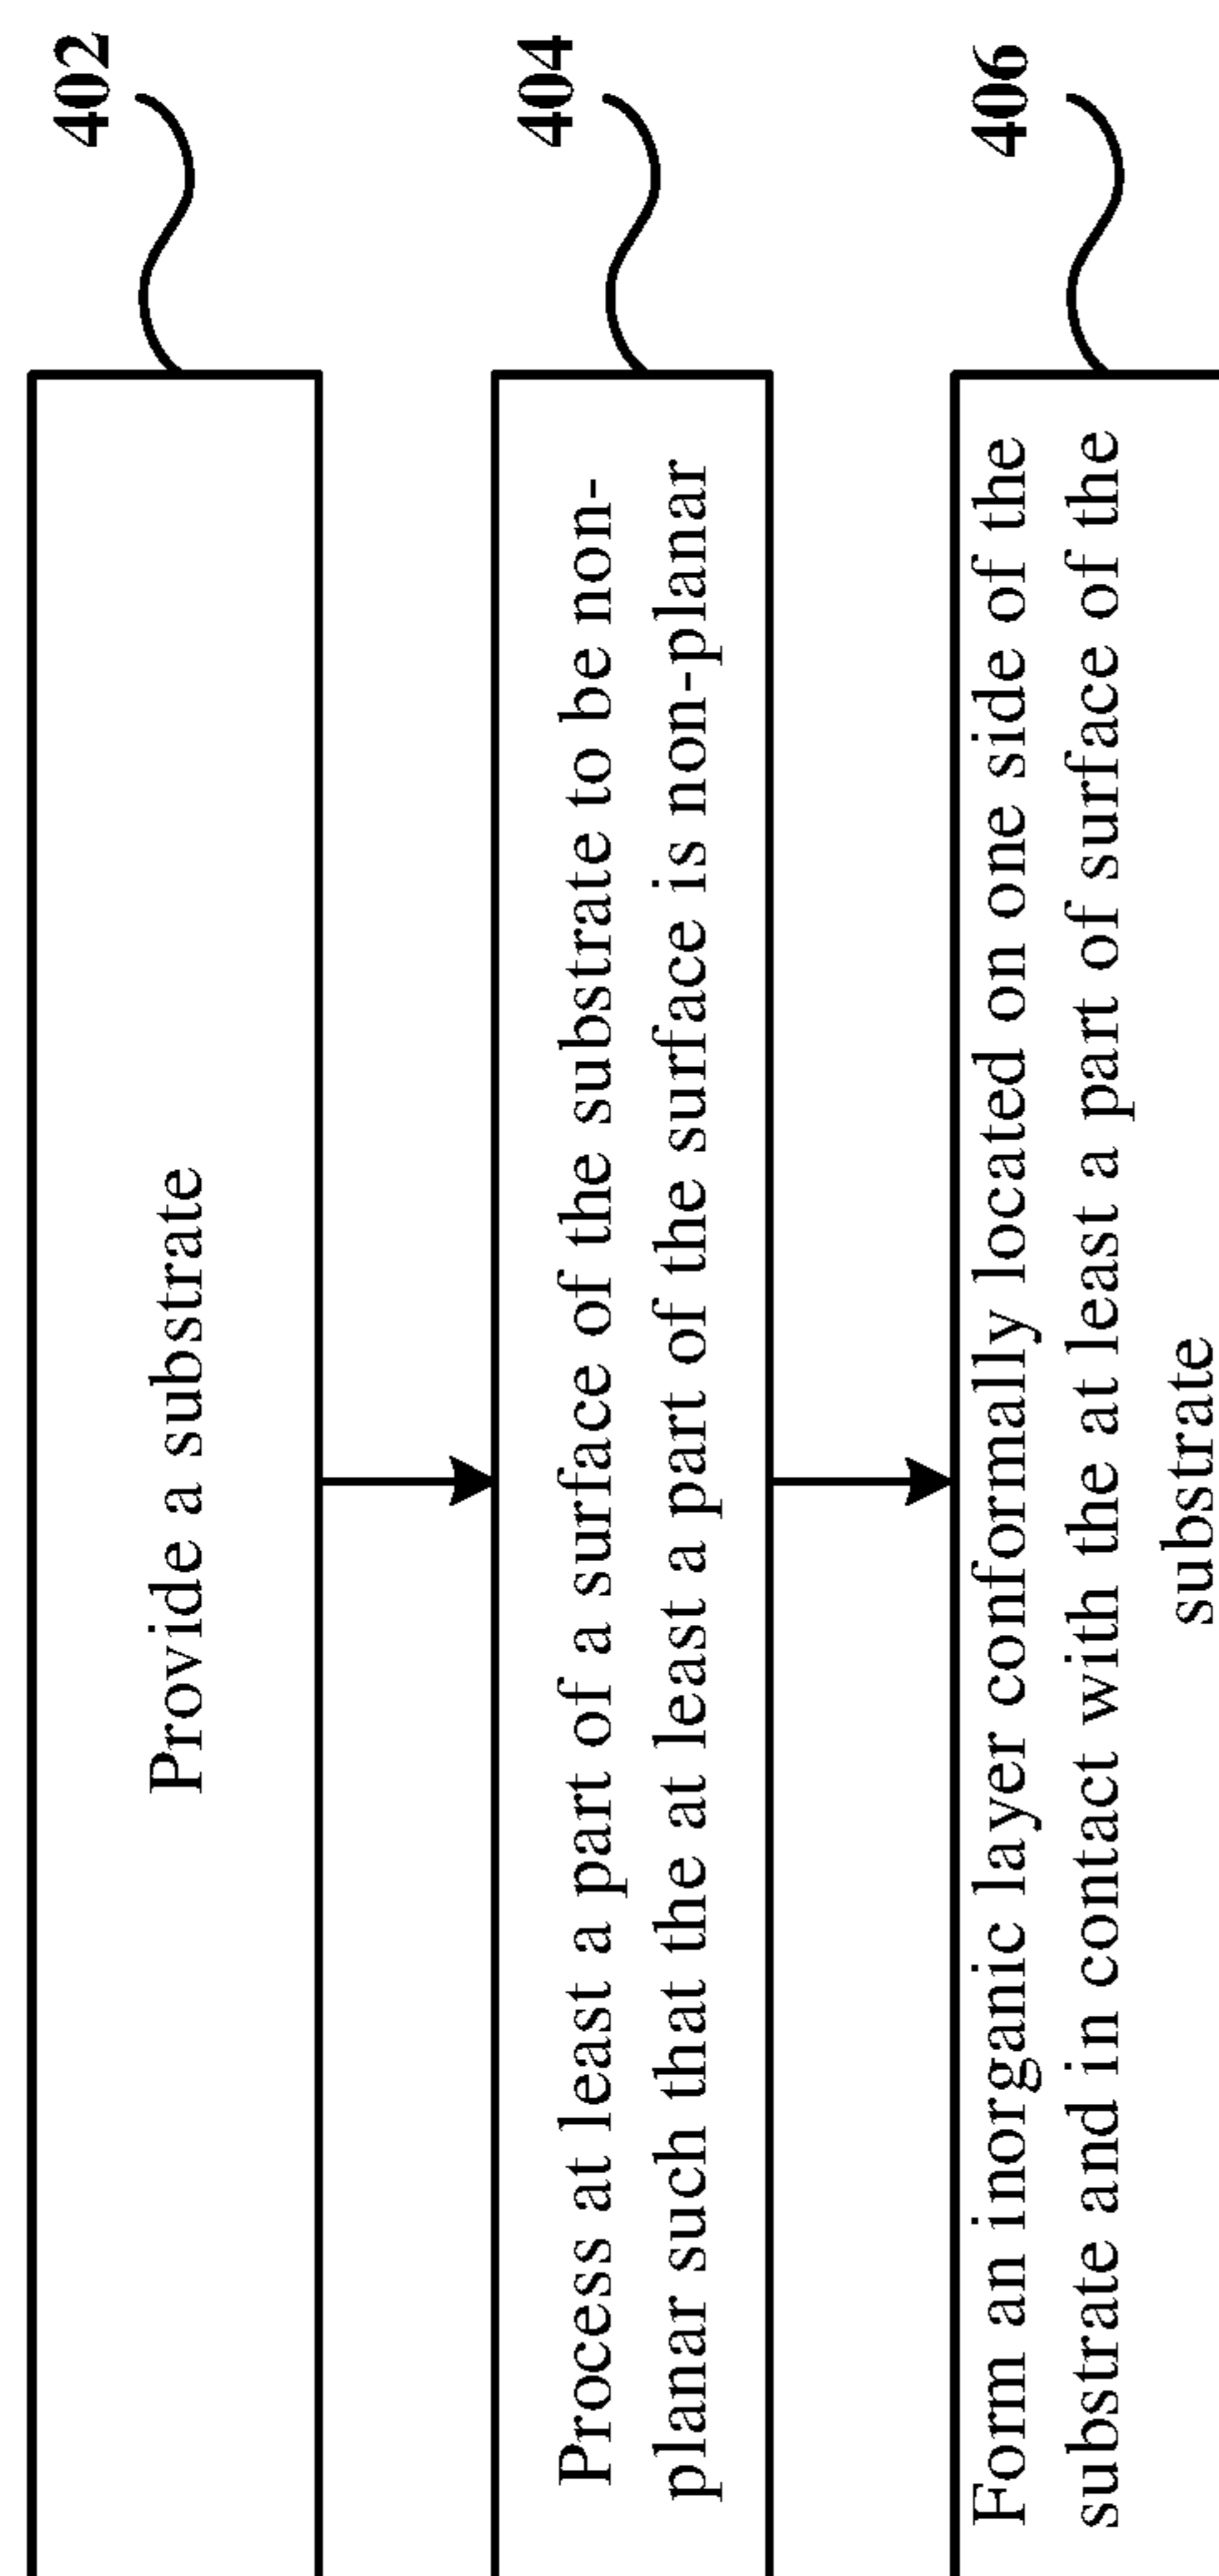 402
Provide a substrate
404
Process at least a part of a surface of the substrate to be non-
planar such that the at least a part of the surface is non-planar
406
Form an inorganic layer conformally located on one side of the
substrate and in contact with the at least a part of surface of the
substrate